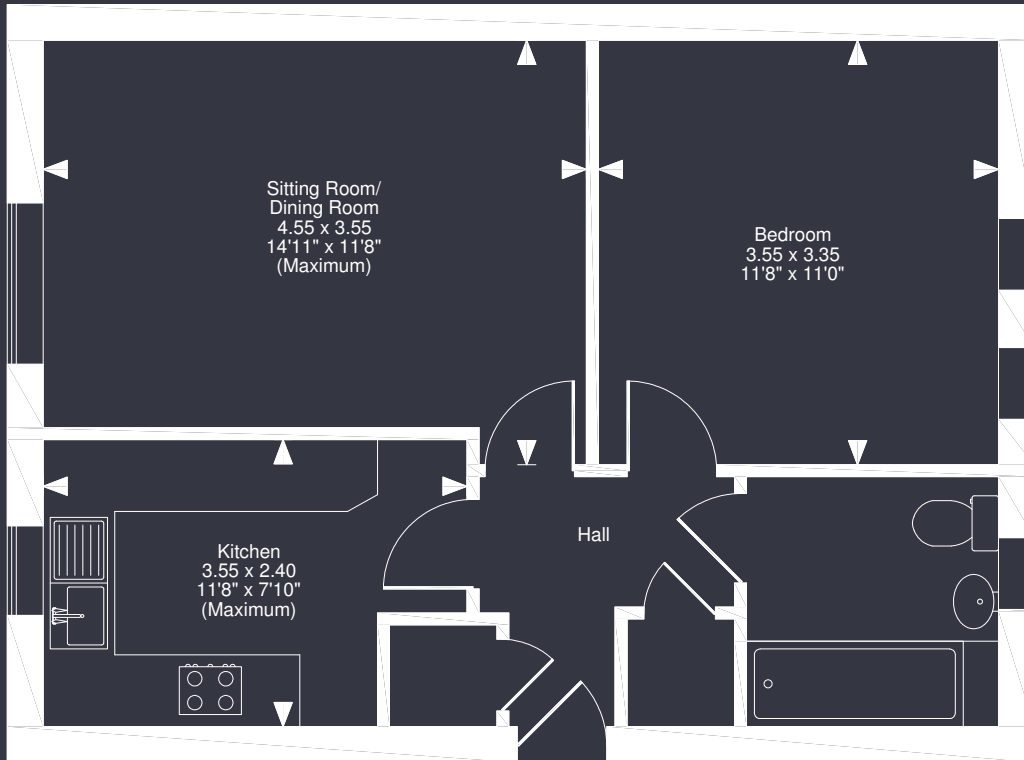 Sitting Room/
Dining Room
4.55 x 3.55
14'11" x 11'8"
(Maximum)
Bedroom
3.55 x 3.35
11'8" x 11'0"
Hall
Kitchen
3.55 x 2.40
11'8" x 7'10"
(Maximum)